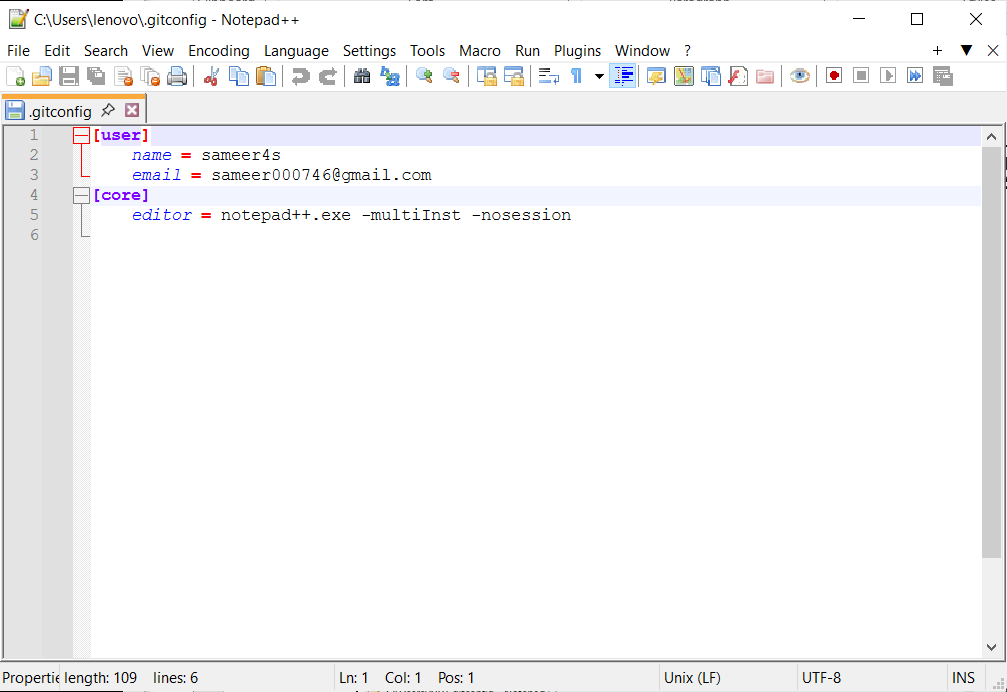 C:\Users\lenovo\.gitconfig - Notepad++
File Edit Search View Encoding Language Settings Tools Macro Run Plugins Window ?
.gitconfig
1 [user]
2 name = sameer4s
3 email = sameer000746@gmail.com
4 [core]
5 editor = notepad++.exe -multiInst -nosession
6
Propertie length: 109 lines: 6 Ln: 1 Col: 1 Pos: 1 Unix (LF) UTF-8 INS